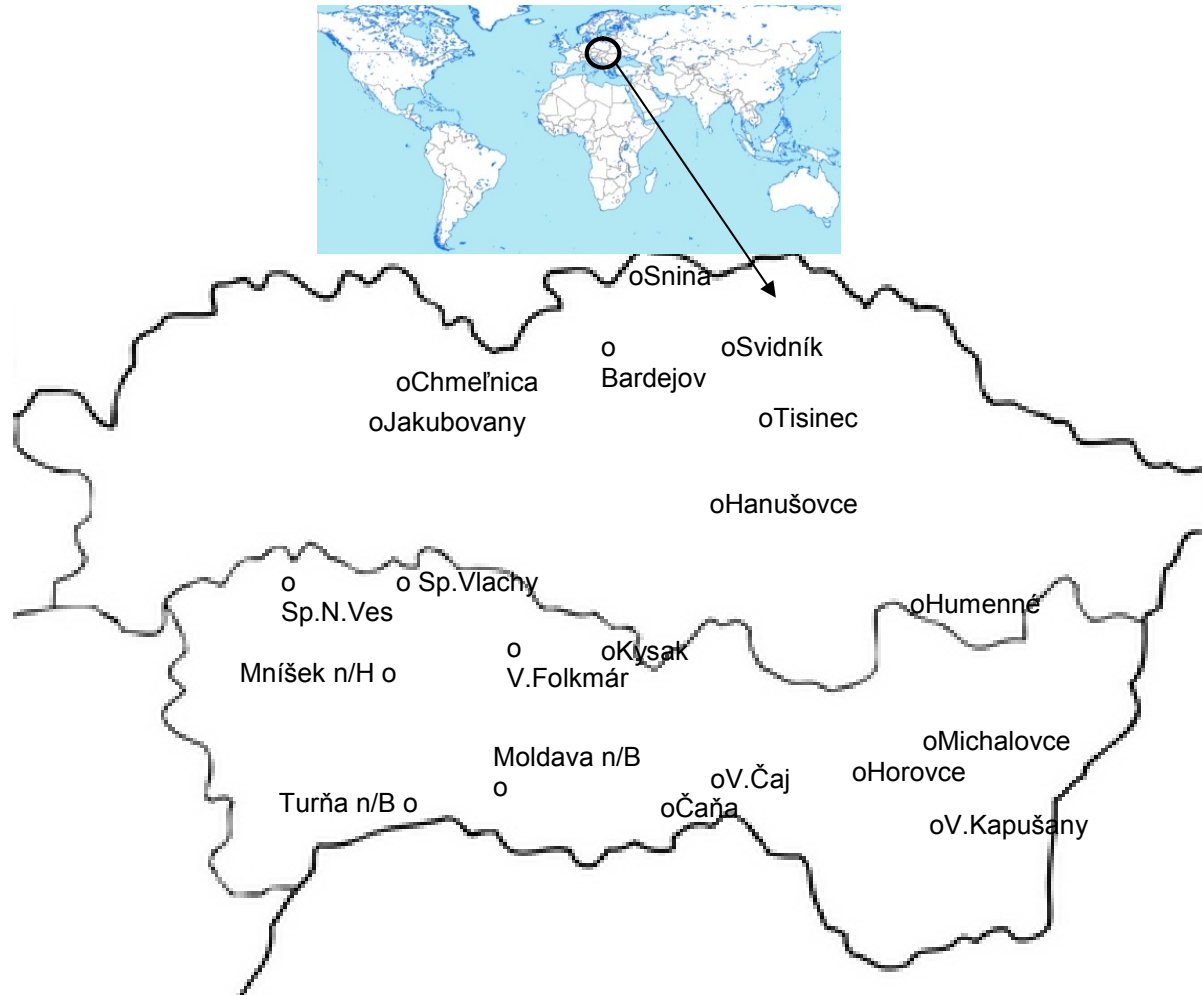 oSnina
o
Bardejov
oSvidník
oChmeľnica
oJakubovany
oTisinec
oHanušovce
o
Sp.N.Ves
o Sp.Vlachy
oHumenné
o
V.Folkmár
oKysak
Mníšek n/H o
Moldava n/B
o
oMichalovce
oHorovce
oV.Čaj
Turňa n/B o
oČaňa
oV.Kapušany